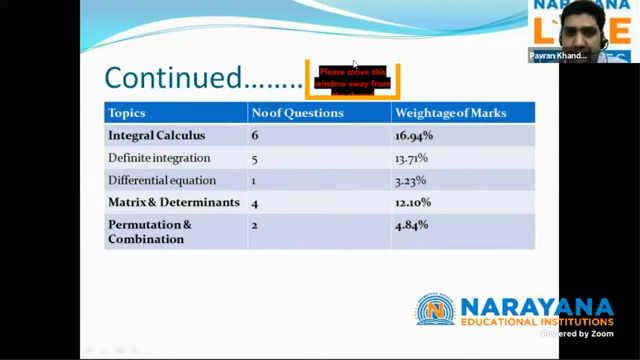 NARAYANA
Pawan Khand...
Continued........
Please move this
window away from
Topics No of Questions Weightage of Marks
Integral Calculus 6 16.94%
Definite integration 5 13.71%
Differential equation 1 3.23%
Matrix & Determinants 4 12.10%
Permutation & 2 4.84%
Combination
NARAYANA
EDUCATIONAL INSTITUTIONS
Powered by Zoom